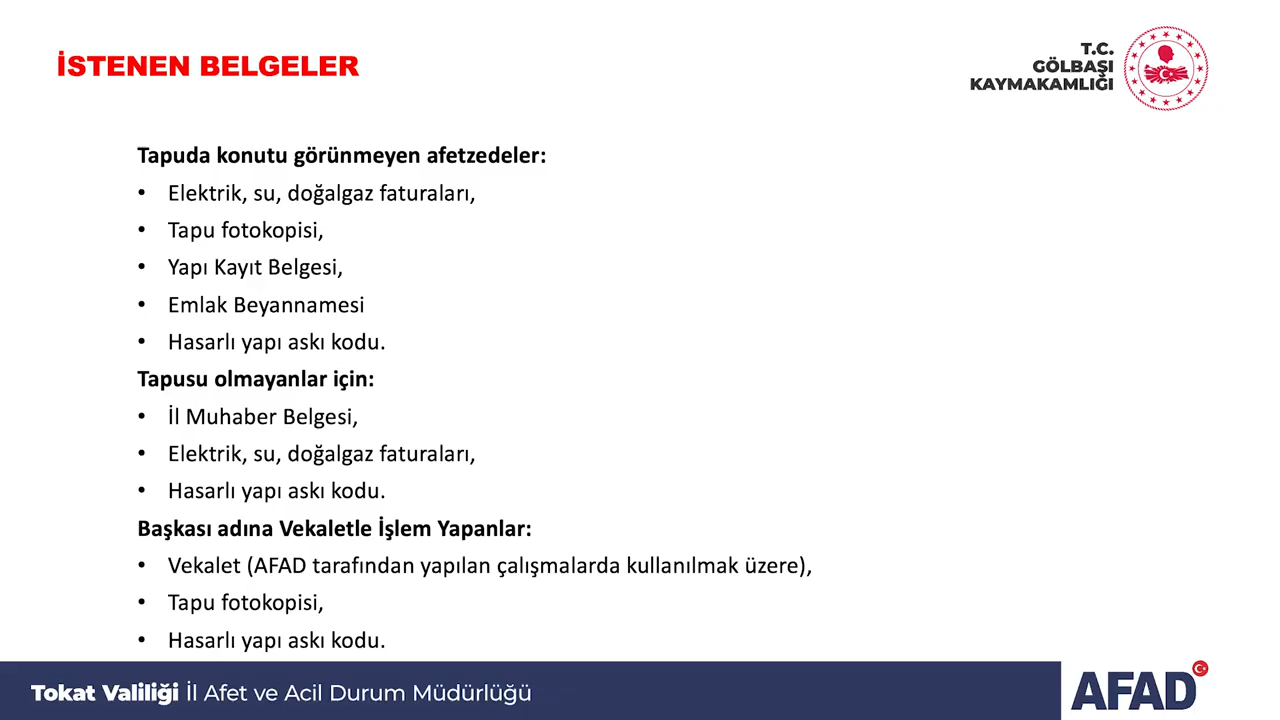 İSTENEN BELGELER
T.C.
GÖLBAŞI
KAYMAKAMLIĞI
Tapuda konutu görünmeyen afetzedeler:
• Elektrik, su, doğalgaz faturaları,
• Tapu fotokopisi,
• Yapı Kayıt Belgesi,
• Emlak Beyannamesi
• Hasarlı yapı askı kodu.
Tapusu olmayanlar için:
• İl Muhaber Belgesi,
• Elektrik, su, doğalgaz faturaları,
• Hasarlı yapı askı kodu.
Başkası adına Vekaletle İşlem Yapanlar:
• Vekalet (AFAD tarafından yapılan çalışmalarda kullanılmak üzere),
• Tapu fotokopisi,
• Hasarlı yapı askı kodu.
Tokat Valiliği İl Afet ve Acil Durum Müdürlüğü
AFAD